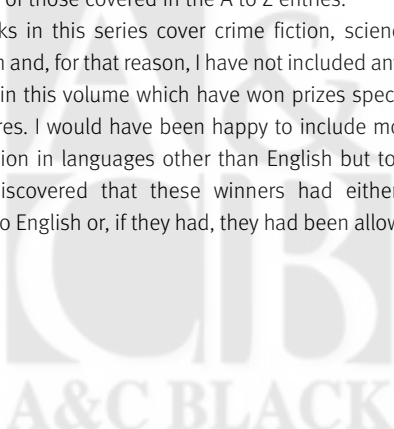 of those covered in the A to Z entries.
ks in this series cover crime fiction, scienc
n and, for that reason, I have not included an
in this volume which have won prizes spec
res. I would have been happy to include mo
ion in languages other than English but to
iscovered that these winners had either
o English or, if they had, they had been allow
ACB
A&C BLACK